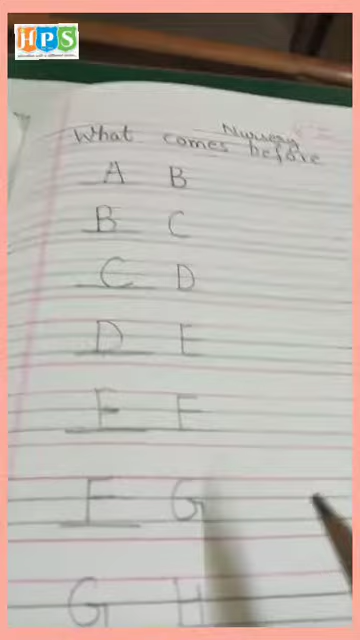 HPS
Nursery
What comes before
A B
B C
C D
D E
E F
F G
G H